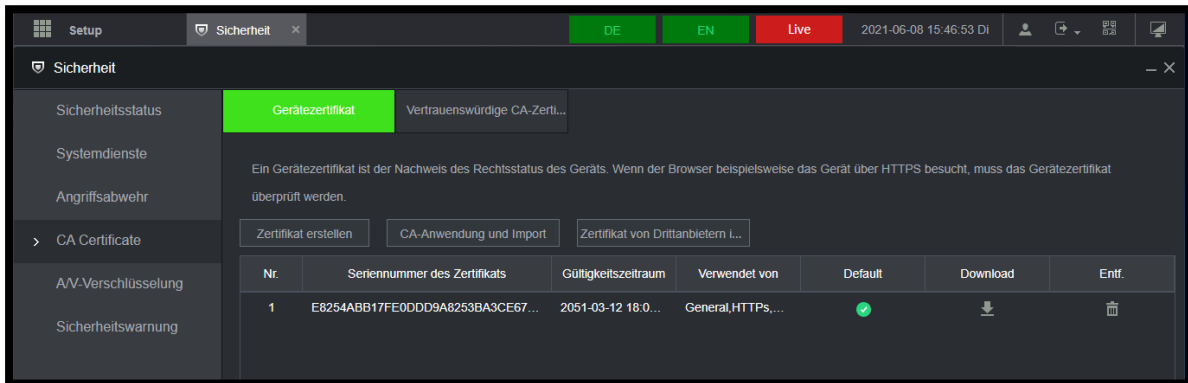 Setup
Sicherheit
DE
EN
Live
2021-06-08 15:46:53 Di
Sicherheit
Sicherheitsstatus
Systemdienste
Angriffsabwehr
CA Certificate
A/V-Verschlüsselung
Sicherheitswarnung
Gerätezertifikat
Vertrauenswürdige CA-Zerti...
Ein Gerätezertifikat ist der Nachweis des Rechtsstatus des Geräts. Wenn der Browser beispielsweise das Gerät über HTTPS besucht, muss das Gerätezertifikat
überprüft werden.
Zertifikat erstellen
CA-Anwendung und Import
Zertifikat von Drittanbietern i...
Nr. Seriennummer des Zertifikats Gültigkeitszeitraum Verwendet von Default Download Entf.
1 E8254ABB17FE0DDD9A8253BA3CE67... 2051-03-12 18:0... General,HTTPs,...